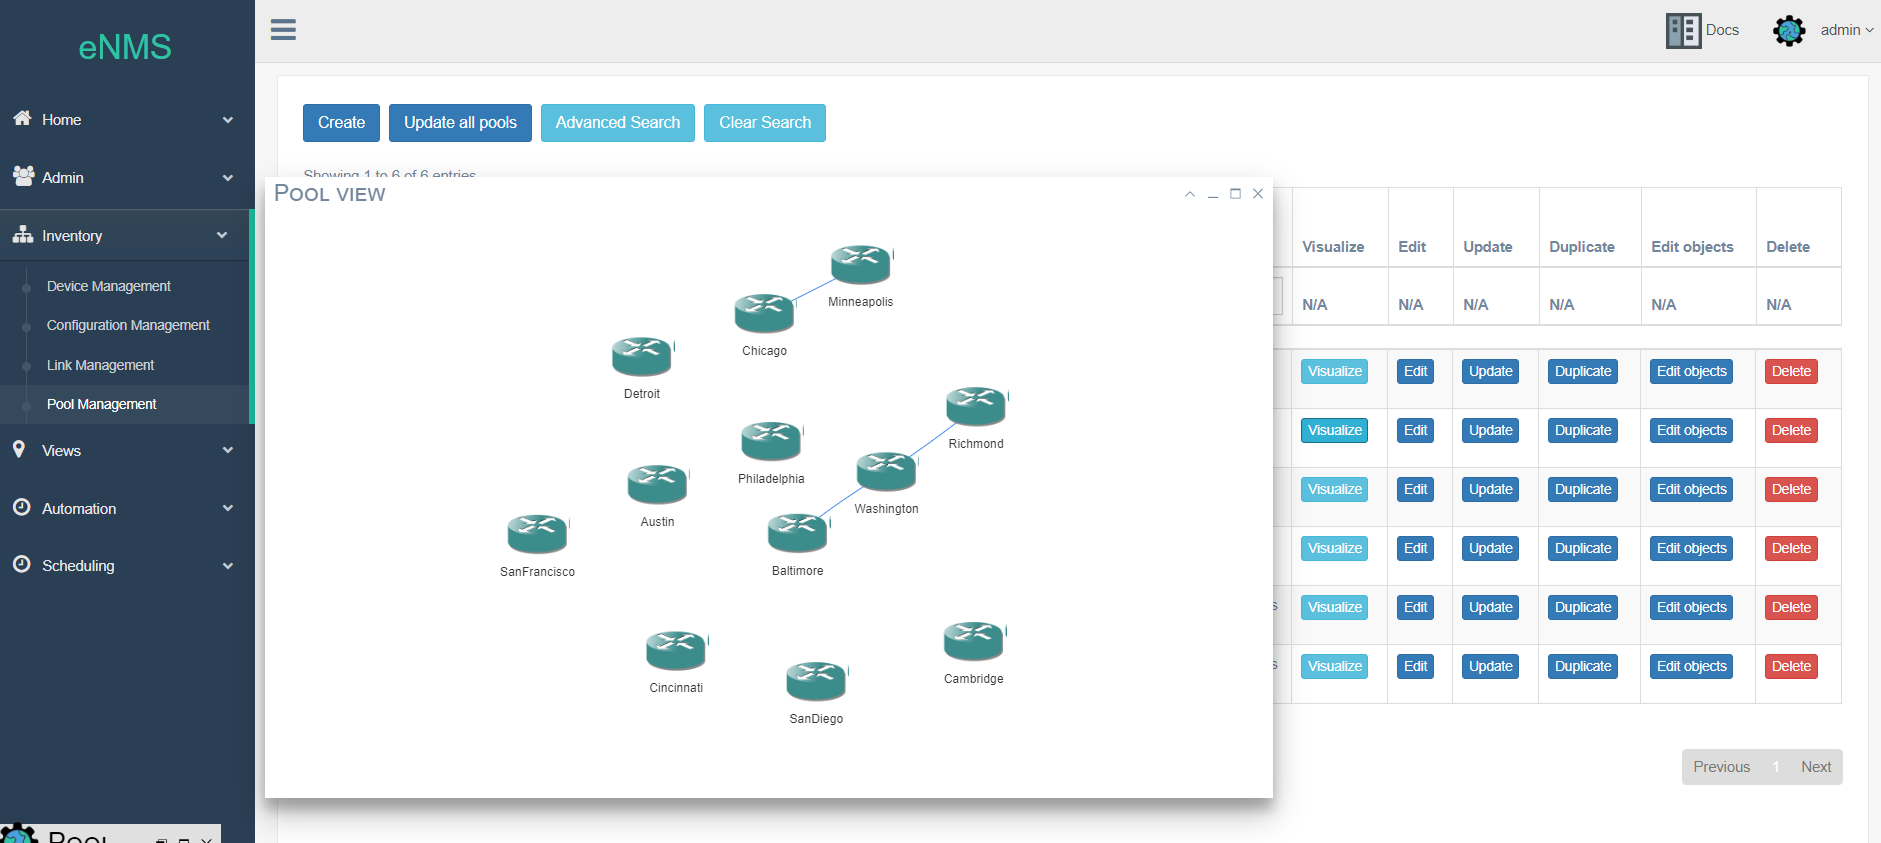 eNMS
Docs
admin
Home
Admin
Inventory
Device Management
Configuration Management
Link Management
Pool Management
Views
Automation
Scheduling
Create
Update all pools
Advanced Search
Clear Search
Showing 1 to 6 of 6 entries
POOL VIEW
Minneapolis
Chicago
Detroit
Richmond
Philadelphia
Washington
Austin
Baltimore
SanFrancisco
Cincinnati
Cambridge
SanDiego
Visualize Edit Update Duplicate Edit objects Delete
N/A N/A N/A N/A N/A N/A
Visualize Edit Update Duplicate Edit objects Delete
Visualize Edit Update Duplicate Edit objects Delete
Visualize Edit Update Duplicate Edit objects Delete
Visualize Edit Update Duplicate Edit objects Delete
s Visualize Edit Update Duplicate Edit objects Delete
s Visualize Edit Update Duplicate Edit objects Delete
Previous 1 Next
POOL